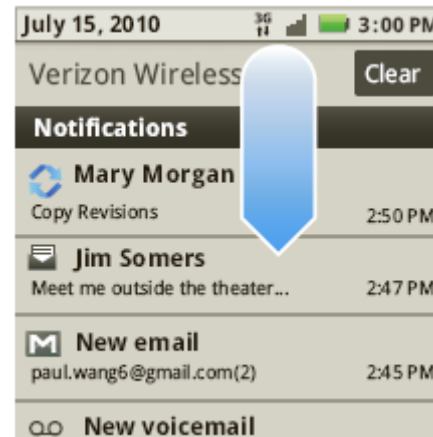 July 15, 2010 3G 3:00 PM
Verizon Wireless Clear
Notifications
Mary Morgan
Copy Revisions 2:50 PM
Jim Somers
Meet me outside the theater... 2:47 PM
New email
paul.wang6@gmail.com(2) 2:45 PM
New voicemail